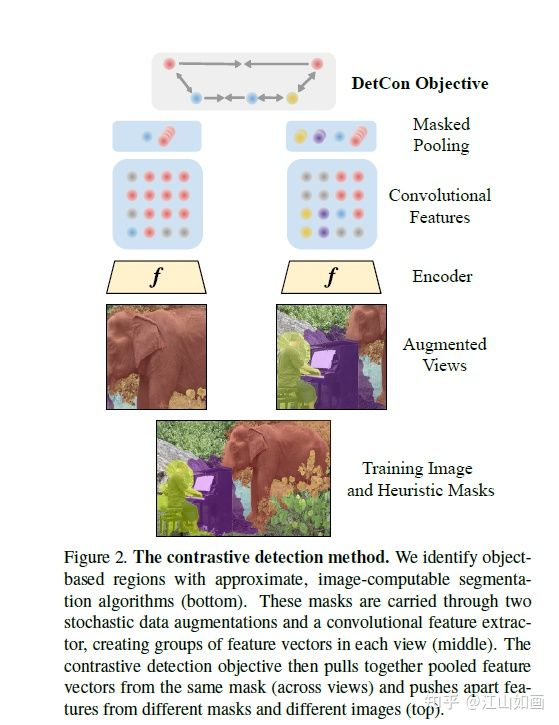 DetCon Objective
Masked
Pooling
Convolutional
Features
f
f
Encoder
Augmented
Views
Training Image
and Heuristic Masks
Figure 2. The contrastive detection method. We identify object-
based regions with approximate, image-computable segmenta-
tion algorithms (bottom). These masks are carried through two
stochastic data augmentations and a convolutional feature extrac-
tor, creating groups of feature vectors in each view (middle). The
contrastive detection objective then pulls together pooled feature
vectors from the same mask (across views) and pushes apart fea-
tures from different masks and different images (top).
知乎 @江山如画